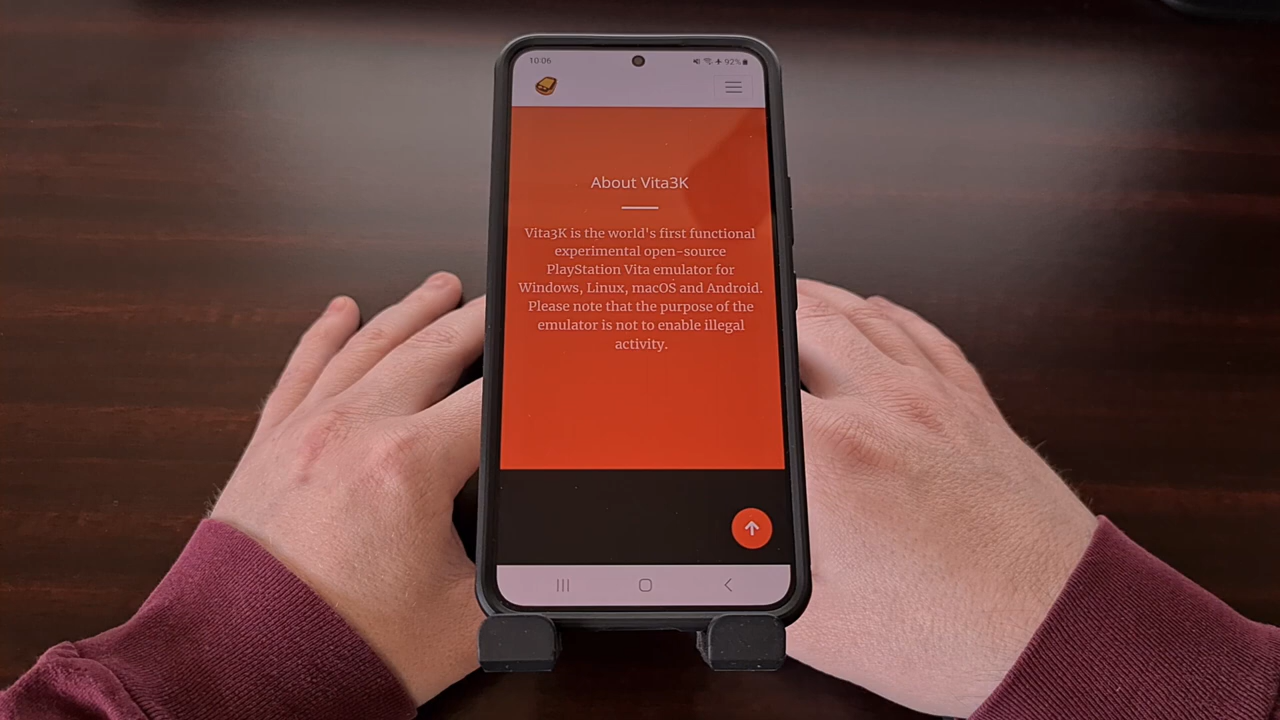 10:06
92%
About Vita3K
Vita3K is the world's first functional
experimental open-source
PlayStation Vita emulator for
Windows, Linux, macOS and Android.
Please note that the purpose of the
emulator is not to enable illegal
activity.